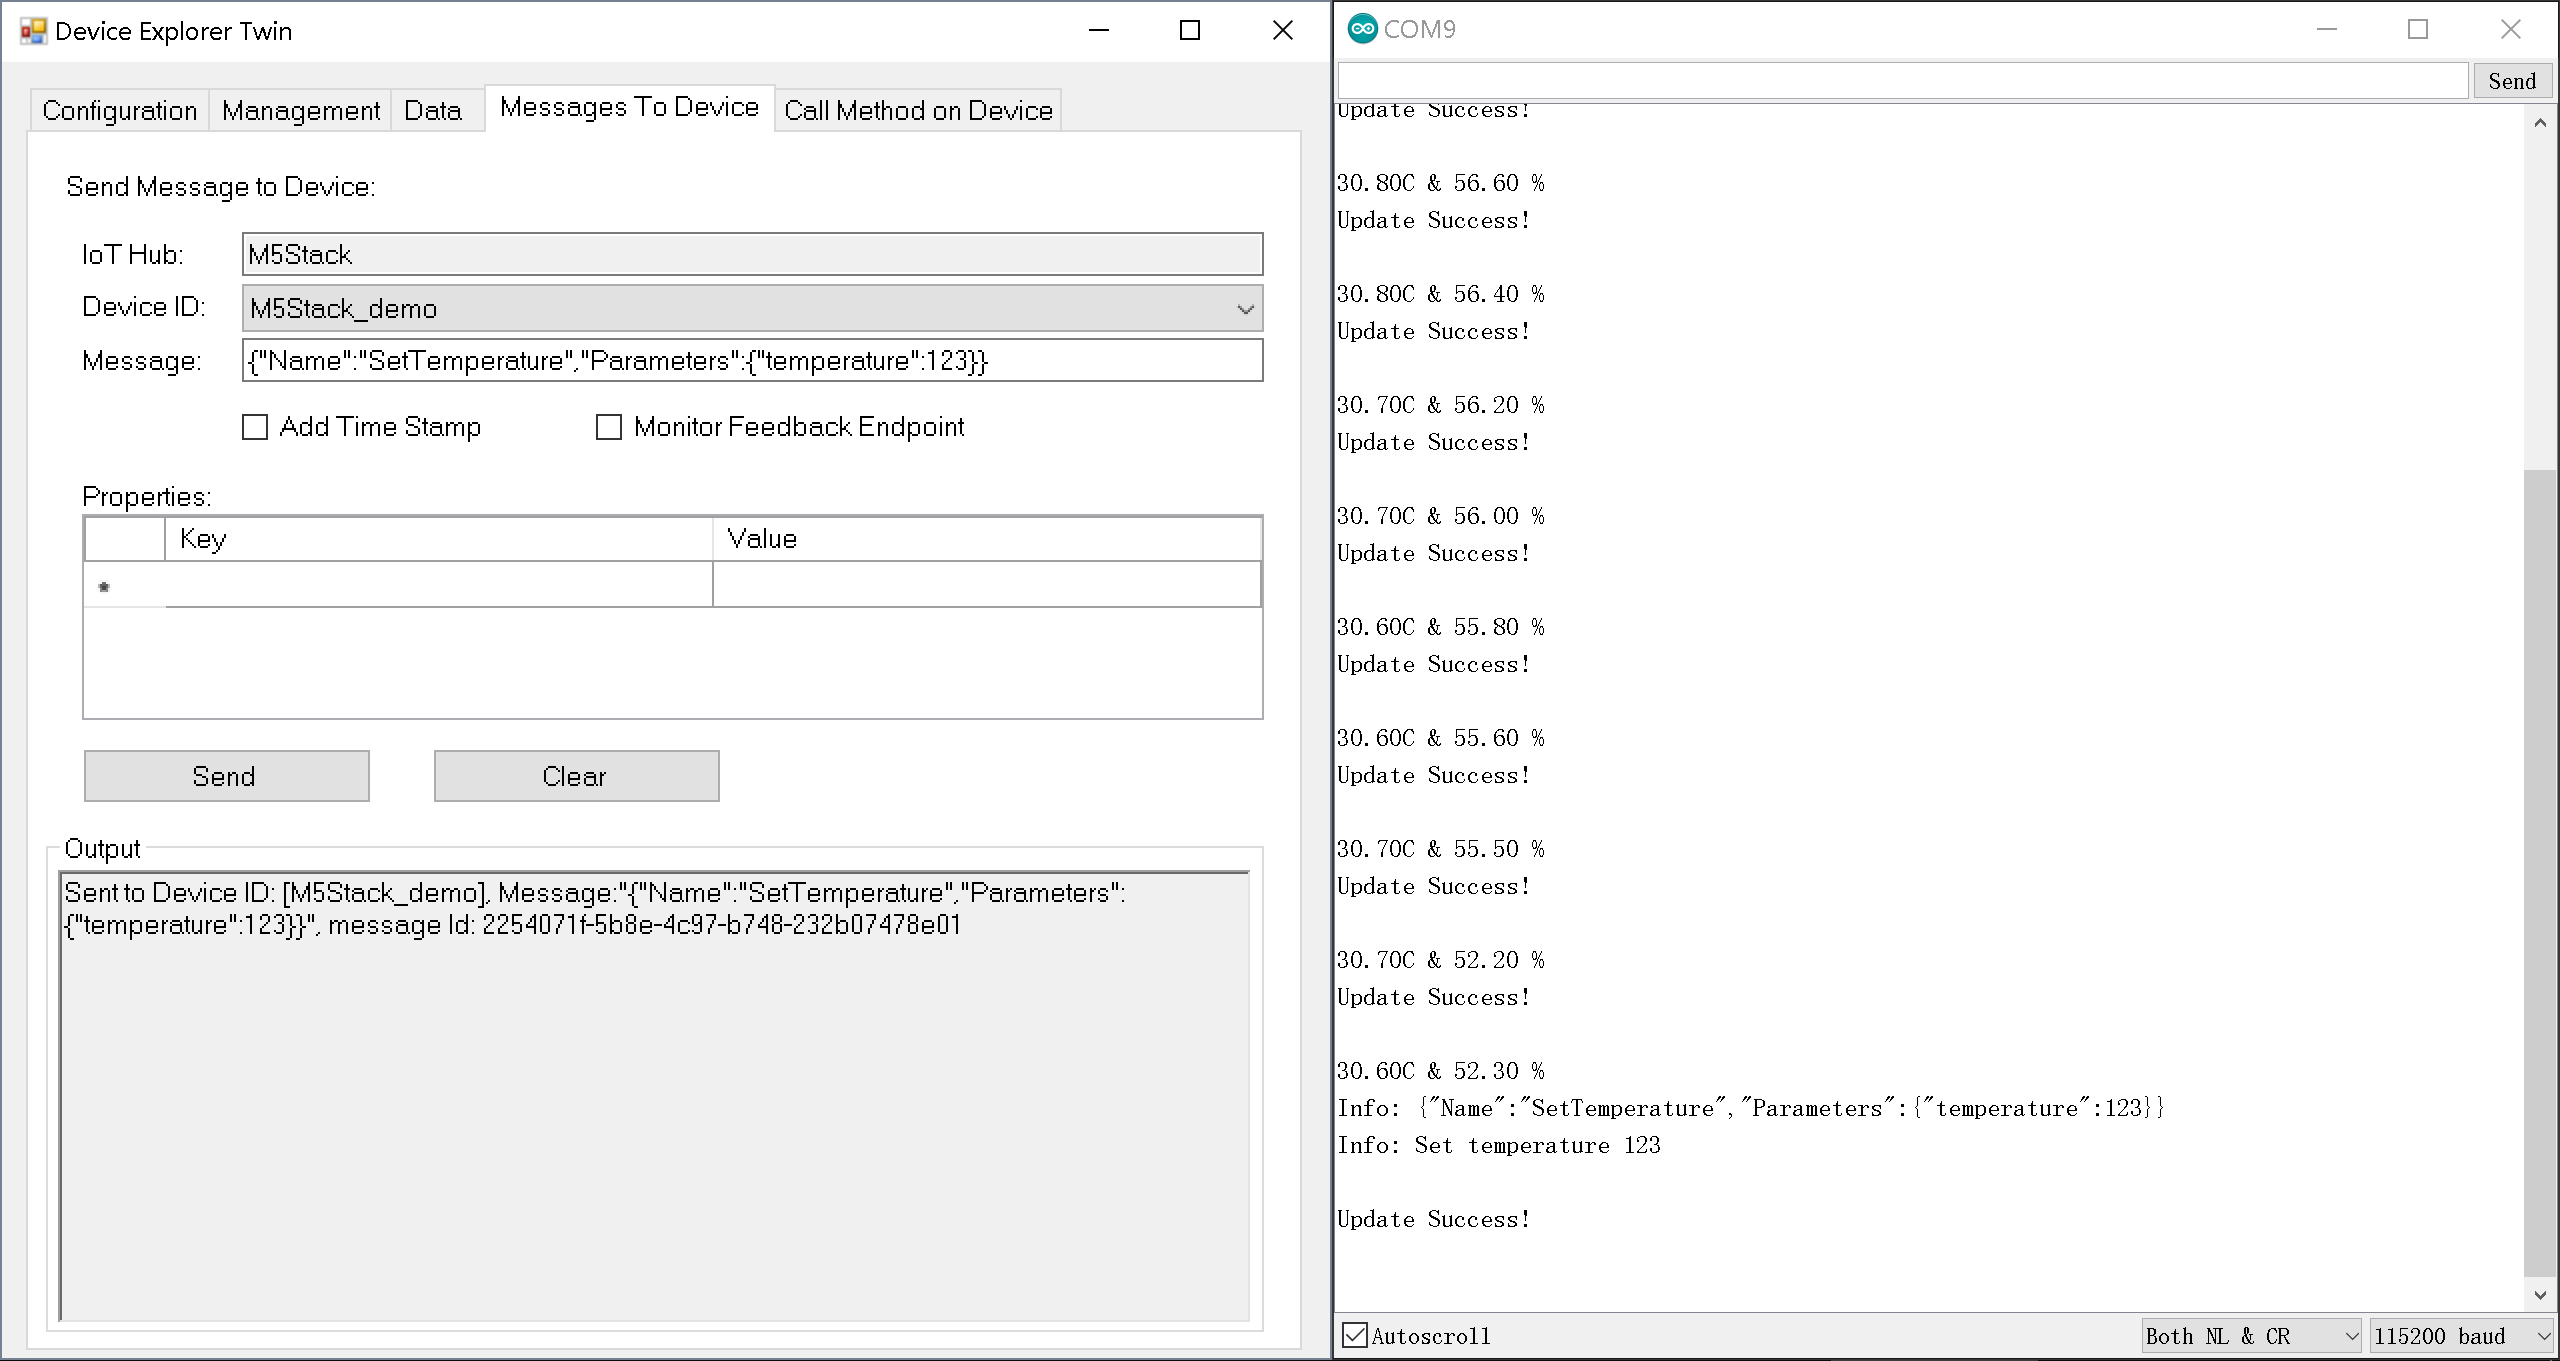 Device Explorer Twin
Configuration Management Data Messages To Device Call Method on Device
Send Message to Device:
IoT Hub: M5Stack
Device ID: M5Stack_demo
Message: {"Name":"SetTemperature","Parameters":{"temperature":123}}
Add Time Stamp Monitor Feedback Endpoint
Properties:
Key Value
Send Clear
Output
Sent to Device ID: [M5Stack_demo], Message:"{"Name":"SetTemperature","Parameters":
{"temperature":123}}", message Id: 2254071f-5b8e-4c97-b748-232b07478e01
COM9
Send
Update Success!
30.80C & 56.60 %
Update Success!
30.80C & 56.40 %
Update Success!
30.70C & 56.20 %
Update Success!
30.70C & 56.00 %
Update Success!
30.60C & 55.80 %
Update Success!
30.60C & 55.60 %
Update Success!
30.70C & 55.50 %
Update Success!
30.70C & 52.20 %
Update Success!
30.60C & 52.30 %
Info: {"Name":"SetTemperature","Parameters":{"temperature":123}}
Info: Set temperature 123
Update Success!
Autoscroll Both NL & CR 115200 baud